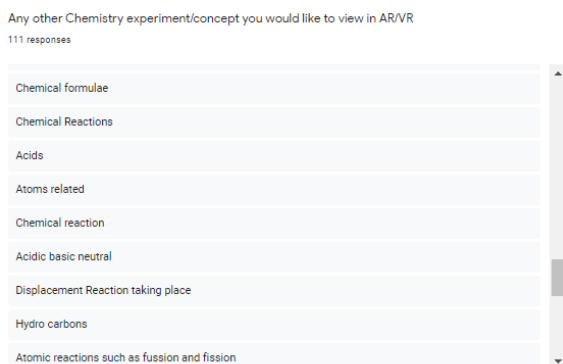 Any other Chemistry experiment/concept you would like to view in AR/VR
111 responses
Chemical formulae
Chemical Reactions
Acids
Atoms related
Chemical reaction
Acidic basic neutral
Displacement Reaction taking place
Hydro carbons
Atomic reactions such as fussion and fission